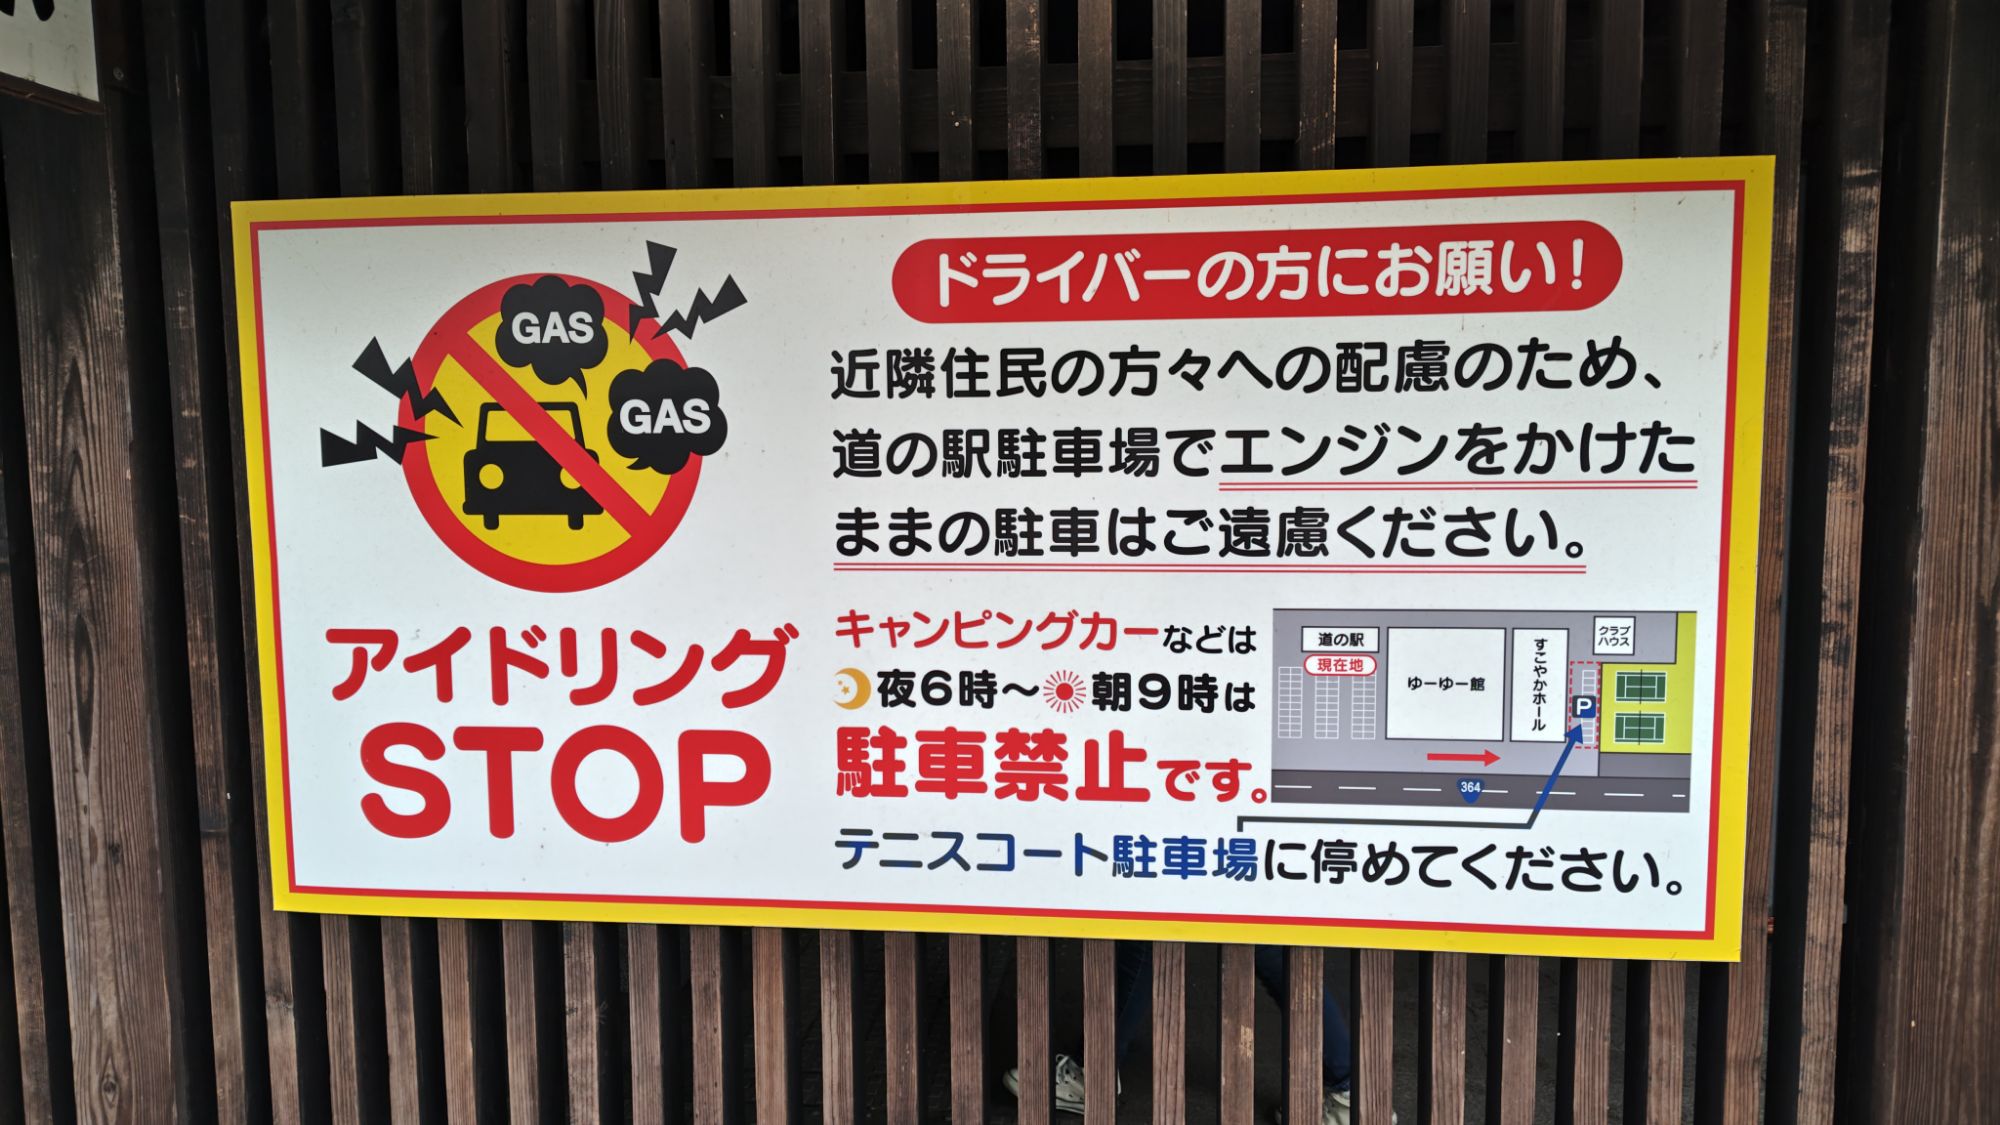 GAS
GAS
アイドリング
STOP
ドライバーの方にお願い!
近隣住民の方々への配慮のため、
道の駅駐車場でエンジンをかけた
ままの駐車はご遠慮ください。
キャンピングカーなどは
夜6時〜朝9時は
駐車禁止です。
テニスコート駐車場に停めてください。
道の駅
現在地
ゆーゆー館
すこやかホール
クラブ
ハウス
P
364